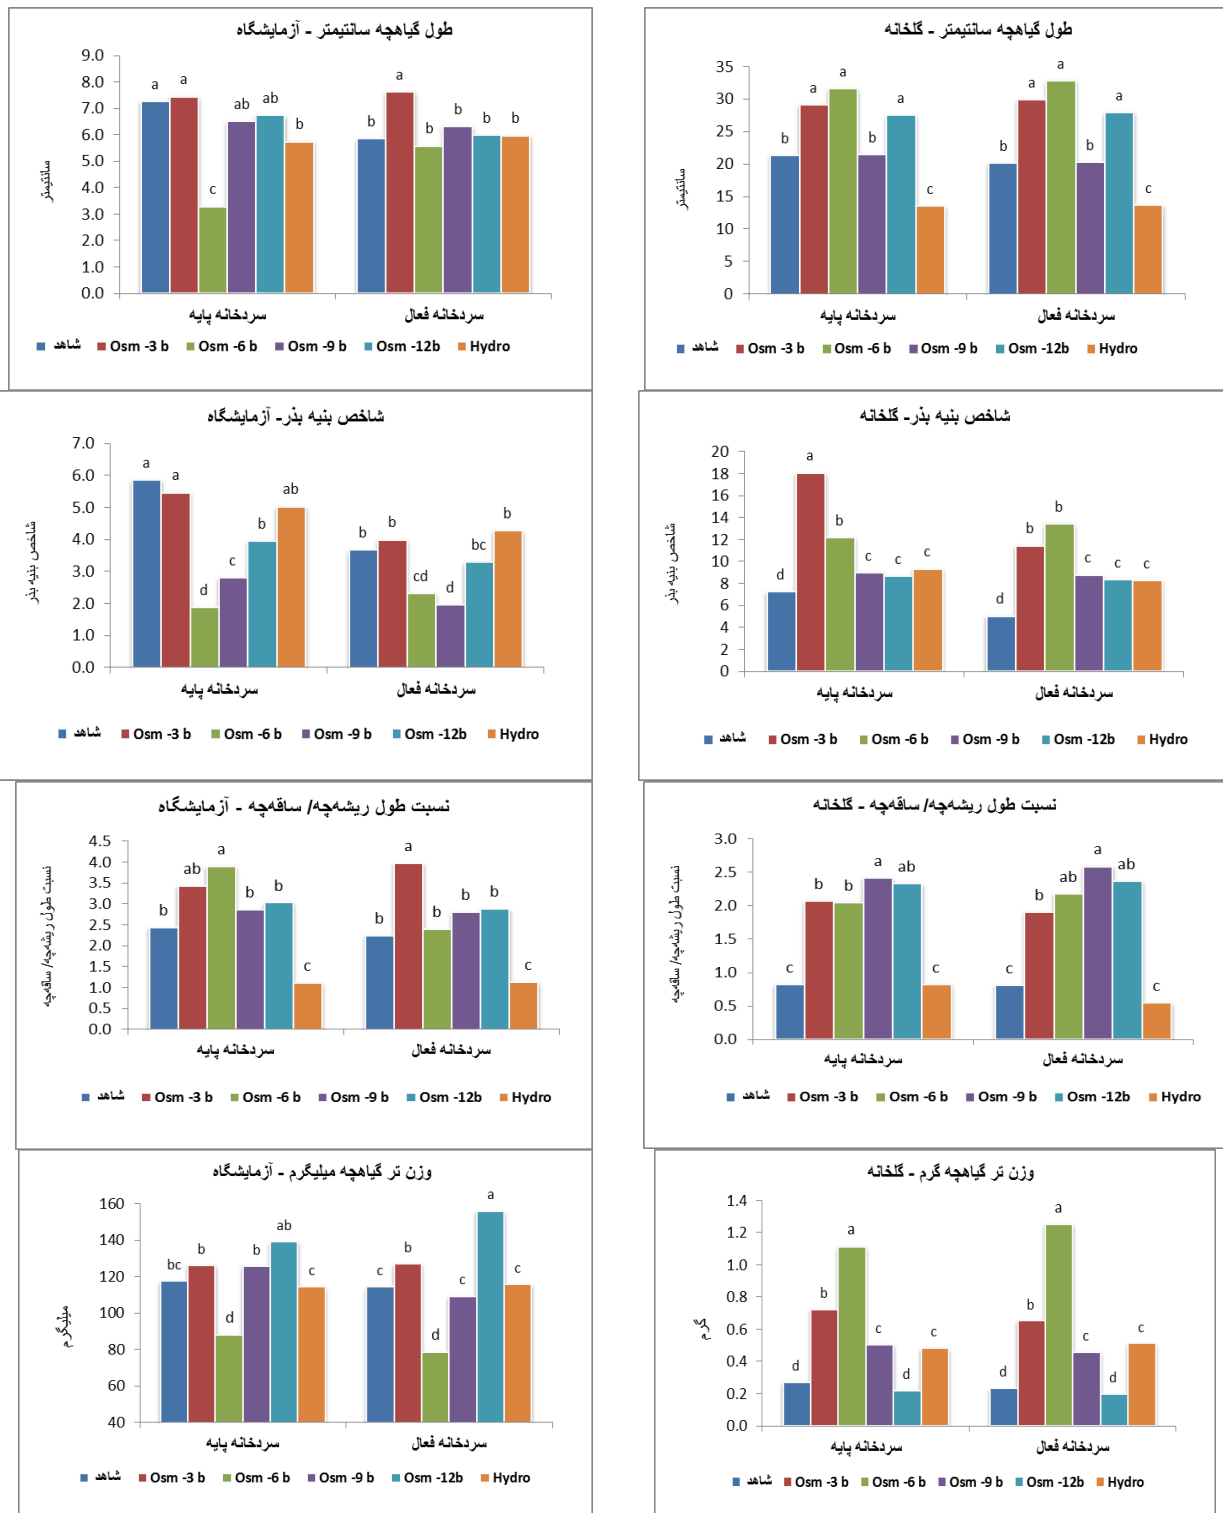 طول گیاهچه سانتیمتر - آزمایشگاه
a a c ab ab b
b a b b b b
9.0
8.0
7.0
6.0
5.0
4.0
3.0
2.0
1.0
0.0
سانتیمتر
سردخانه پایه سردخانه فعال
شاهد Osm -3 b Osm -6 b Osm -9 b Osm -12b Hydro
طول گیاهچه سانتیمتر - گلخانه
b a a b a c
b a a b a c
35
30
25
20
15
10
5
0
سانتیمتر
سردخانه پایه سردخانه فعال
شاهد Osm -3 b Osm -6 b Osm -9 b Osm -12b Hydro
شاخص بنیه بذر- آزمایشگاه
a a d c b ab
b b cd d bc b
7.0
6.0
5.0
4.0
3.0
2.0
1.0
0.0
شاخص بنیه بذر
سردخانه پایه سردخانه فعال
شاهد Osm -3 b Osm -6 b Osm -9 b Osm -12b Hydro
شاخص بنیه بذر- گلخانه
d a b c c c
d b b c c c
20
18
16
14
12
10
8
6
4
2
0
شاخص بنیه بذر
سردخانه پایه سردخانه فعال
شاهد Osm -3 b Osm -6 b Osm -9 b Osm -12b Hydro
نسبت طول ریشه‌چه/ ساقه‌چه - آزمایشگاه
b ab a b b c
b a b b b c
4.5
4.0
3.5
3.0
2.5
2.0
1.5
1.0
0.5
0.0
نسبت طول ریشه‌چه/ ساقه‌چه
سردخانه پایه سردخانه فعال
شاهد Osm -3 b Osm -6 b Osm -9 b Osm -12b Hydro
نسبت طول ریشه‌چه/ ساقه‌چه - گلخانه
c b b a ab c
c b ab a ab c
3.0
2.5
2.0
1.5
1.0
0.5
0.0
نسبت طول ریشه‌چه/ ساقه‌چه
سردخانه پایه سردخانه فعال
شاهد Osm -3 b Osm -6 b Osm -9 b Osm -12b Hydro
وزن تر گیاهچه میلیگرم - آزمایشگاه
bc b d b ab c
c b d c a c
160
140
120
100
80
60
40
میلیگرم
سردخانه پایه سردخانه فعال
شاهد Osm -3 b Osm -6 b Osm -9 b Osm -12b Hydro
وزن تر گیاهچه گرم - گلخانه
d b a c d c
d b a c d c
1.4
1.2
1.0
0.8
0.6
0.4
0.2
0.0
گرم
سردخانه پایه سردخانه فعال
شاهد Osm -3 b Osm -6 b Osm -9 b Osm -12b Hydro